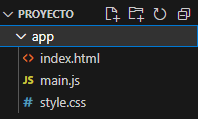 PROYECTO
app
<> index.html
JS main.js
# style.css